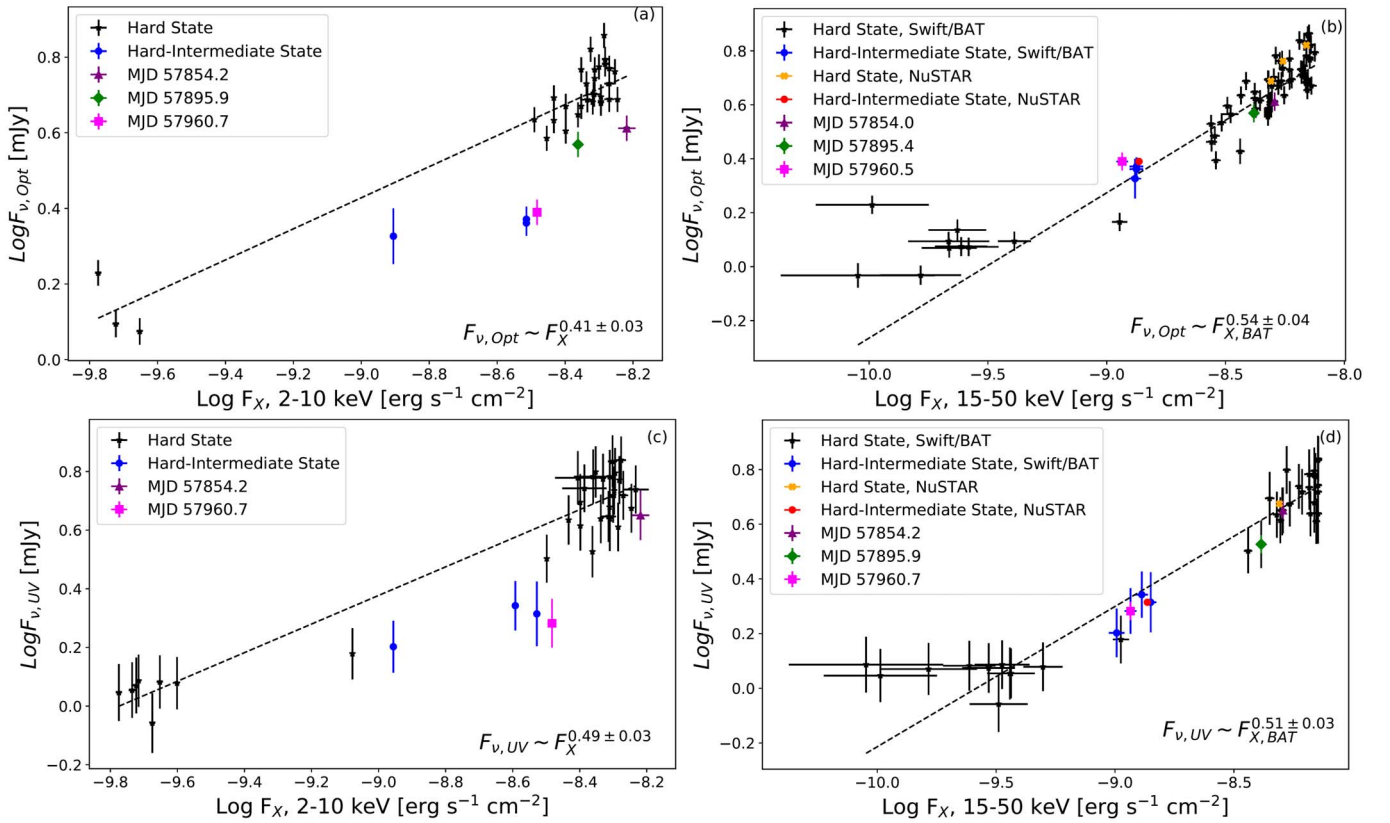 (a)
Hard State
Hard-Intermediate State
MJD 57854.2
MJD 57895.9
MJD 57960.7
0.8
0.6
0.4
0.2
0.0
LogF_{ν,Opt} [mJy]
F_{ν,Opt} ~ F_X^{0.41 ± 0.03}
−9.8 −9.6 −9.4 −9.2 −9.0 −8.8 −8.6 −8.4 −8.2
Log F_X, 2-10 keV [erg s^{−1} cm^{−2}]
(b)
Hard State, Swift/BAT
Hard-Intermediate State, Swift/BAT
Hard State, NuSTAR
Hard-Intermediate State, NuSTAR
MJD 57854.0
MJD 57895.4
MJD 57960.5
0.8
0.6
0.4
0.2
0.0
−0.2
LogF_{ν,Opt} [mJy]
F_{ν,Opt} ~ F_{X,BAT}^{0.54 ± 0.04}
−10.0 −9.5 −9.0 −8.5 −8.0
Log F_X, 15-50 keV [erg s^{−1} cm^{−2}]
(c)
Hard State
Hard-Intermediate State
MJD 57854.2
MJD 57960.7
0.8
0.6
0.4
0.2
0.0
−0.2
LogF_{ν,UV} [mJy]
F_{ν,UV} ~ F_X^{0.49 ± 0.03}
−9.8 −9.6 −9.4 −9.2 −9.0 −8.8 −8.6 −8.4 −8.2
Log F_X, 2-10 keV [erg s^{−1} cm^{−2}]
(d)
Hard State, Swift/BAT
Hard-Intermediate State, Swift/BAT
Hard State, NuSTAR
Hard-Intermediate State, NuSTAR
MJD 57854.2
MJD 57895.9
MJD 57960.7
0.8
0.6
0.4
0.2
0.0
−0.2
LogF_{ν,UV} [mJy]
F_{ν,UV} ~ F_{X,BAT}^{0.51 ± 0.03}
−10.0 −9.5 −9.0 −8.5
Log F_X, 15-50 keV [erg s^{−1} cm^{−2}]